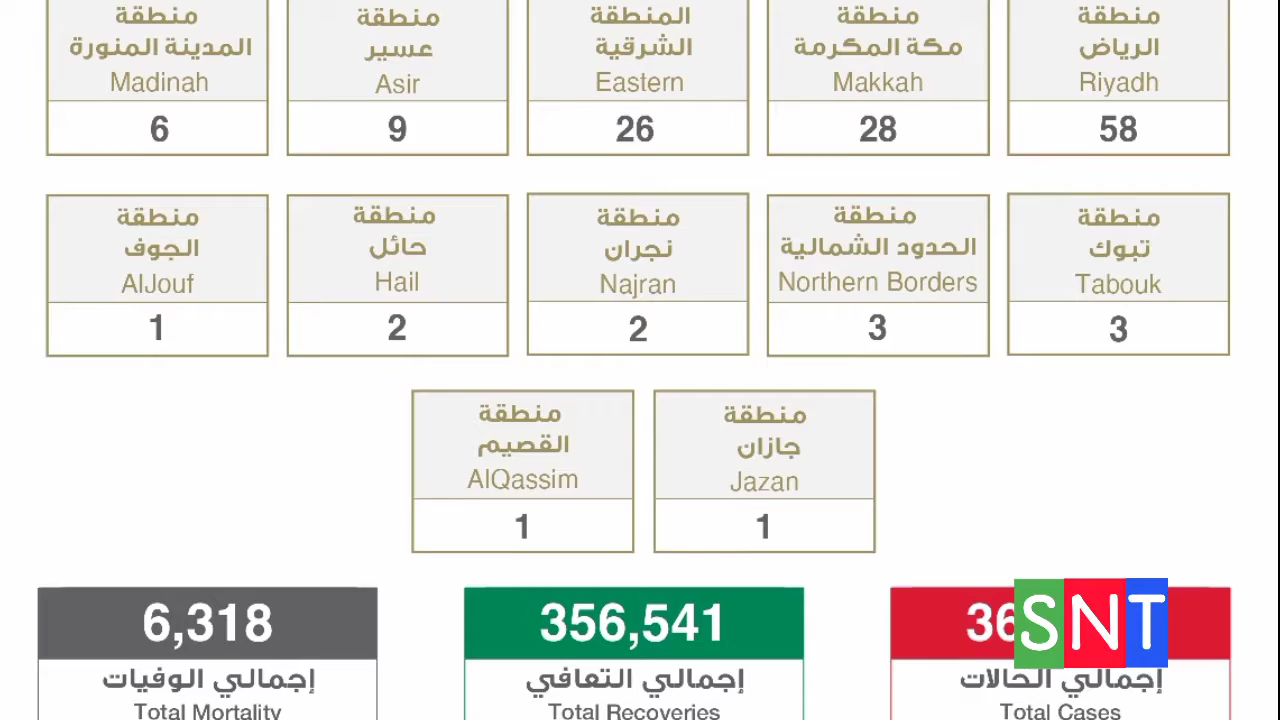 منطقة
الرياض
Riyadh
58
منطقة
مكة المكرمة
Makkah
28
المنطقة
الشرقية
Eastern
26
منطقة
عسير
Asir
9
منطقة
المدينة المنورة
Madinah
6
منطقة
تبوك
Tabouk
3
منطقة
الحدود الشمالية
Northern Borders
3
منطقة
نجران
Najran
2
منطقة
حائل
Hail
2
منطقة
الجوف
AlJouf
1
منطقة
جازان
Jazan
1
منطقة
القصيم
AlQassim
1
SNT
إجمالي الحالات
Total Cases
356,541
إجمالي التعافي
Total Recoveries
6,318
إجمالي الوفيات
Total Mortality